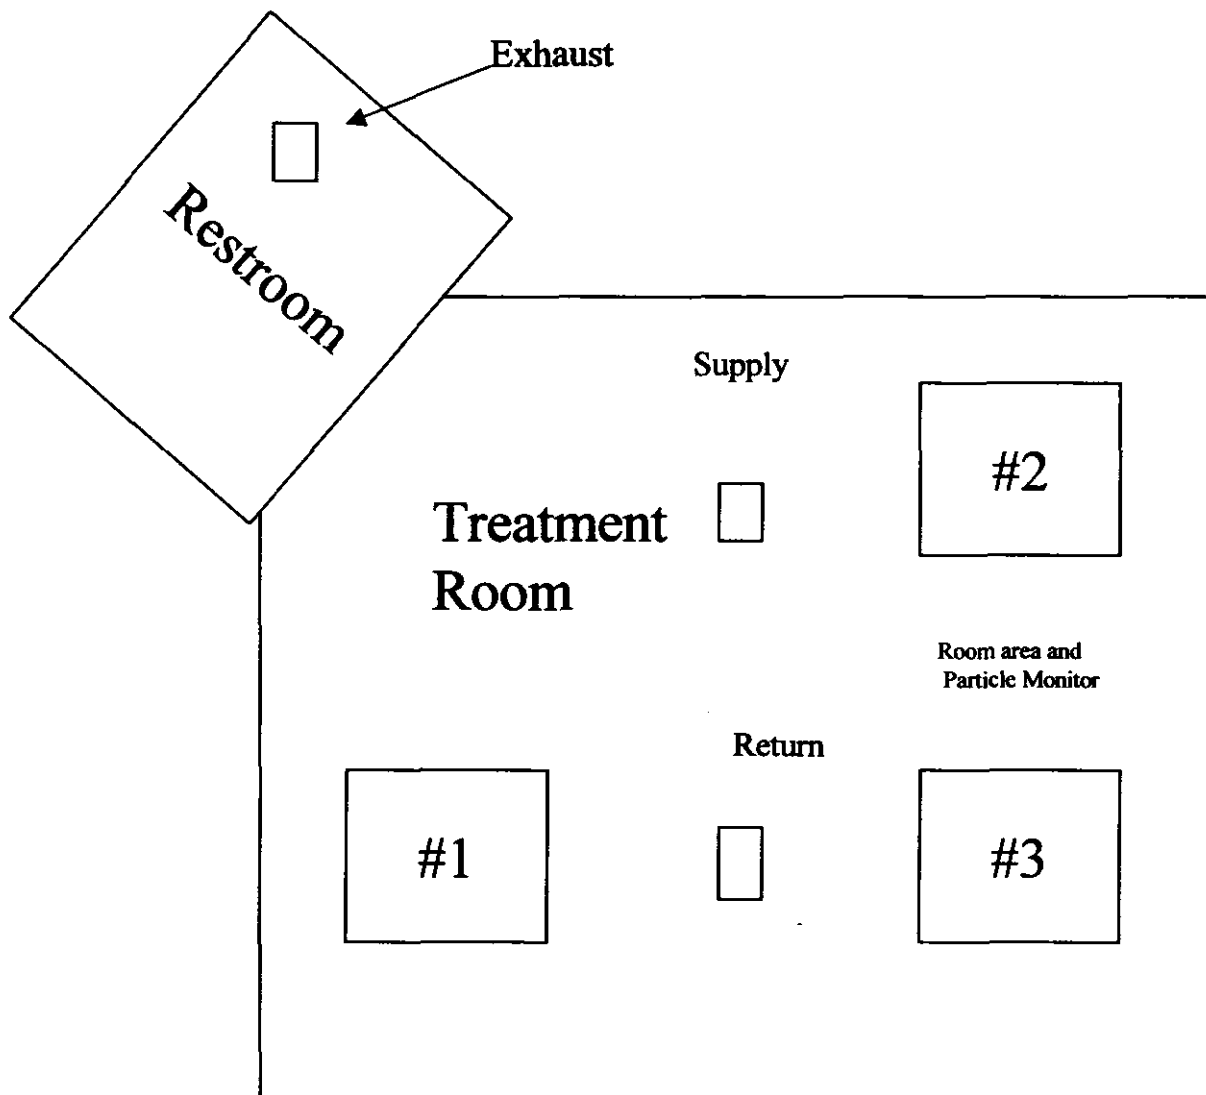 Exhaust
Restroom
Supply
#2
Treatment
Room
Room area and
Particle Monitor
Return
#1
#3